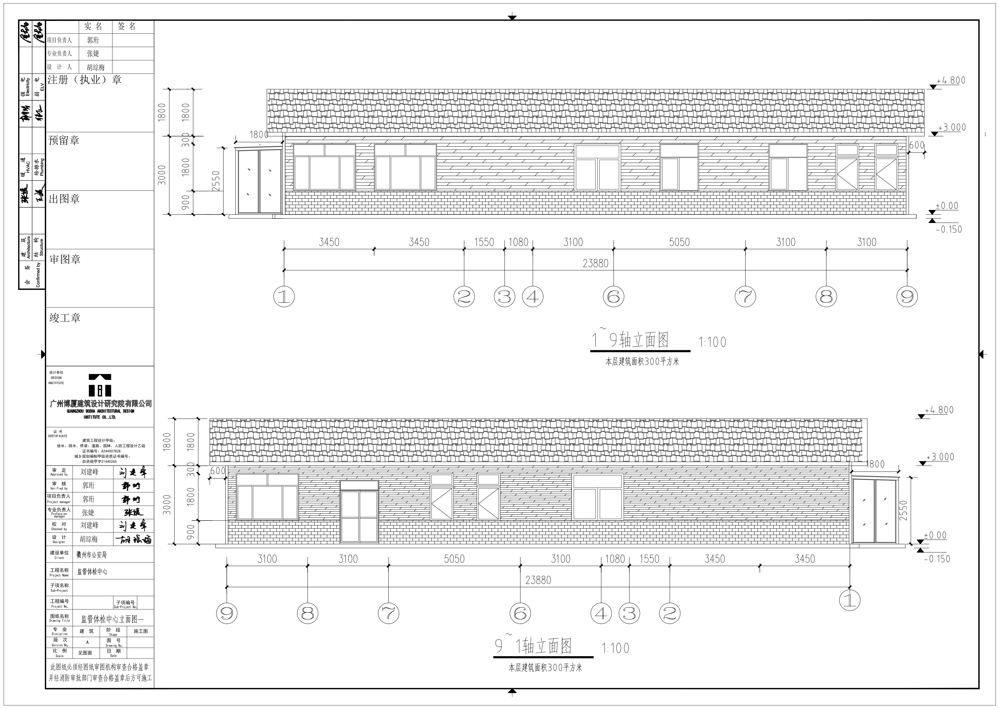 实 名 签 名
项目负责人 郭珩
专业负责人 张婕
设 计 人 胡琮梅
注册（执业）章
预留章
出图章
审图章
竣工章
强 电 Electricity
弱 电 ELV
暖 通 HVAC
给排水 Plumbing
建 筑 Architecture
结 构 Structure
会 签 Confirmed by
设计单位
DESIGN
INSTITUTE
广州博厦建筑设计研究院有限公司
GUANGZHOU BOSHA ARCHITECTURAL DESIGN
INSTITUTE CO.,LTD.
证 书
CERTIFICATE
建筑工程设计甲级；
给水、排水、桥梁、道路、园林、人防工程设计乙级
证书编号：A244007828
城乡规划编制甲级资质证书编号：
自资规甲字21440265
审 定 刘建峰 刘建峰
Approved by
审 核 郭珩 郭珩
Verified by
项目负责人 郭珩 郭珩
Project manager
专业负责人 张婕 张婕
Profession
manager
校 对 刘建峰 刘建峰
Checked by
设 计 胡琮梅 胡琮梅
Designer
建设单位 衢州市公安局
Client
工程名称 监管体检中心
Project Name
子项名称
Sub-Project
工程编号 子项编号
Project No. Sub-Project No.
图纸名称 监管体检中心立面图一
Drawing Title
专 业 建 筑 阶 段 施工图
Discipline Stage
版 次 A 图 号
Version No. Drawing No.
比 例 见图面 日 期
Scale Date
此图纸必须经图纸审图机构审查合格盖章
并经消防审批部门审查合格盖章后方可施工
+4.800
1800 1800
+3.000
1800
300
600
3000 1800 2550
900
±0.00
-0.150
3450 3450 1550 1080 3100 5050 3100 3100
23880
1 2 3 4 6 7 8 9
1~9轴立面图 1:100
本层建筑面积300平方米
+4.800
1800 1800
+3.000
1800
300
600
3000 1800 2550
900
±0.00
-0.150
3100 3100 5050 3100 1080 1550 3450 3450
23880
9 8 7 6 4 3 2 1
9~1轴立面图 1:100
本层建筑面积300平方米